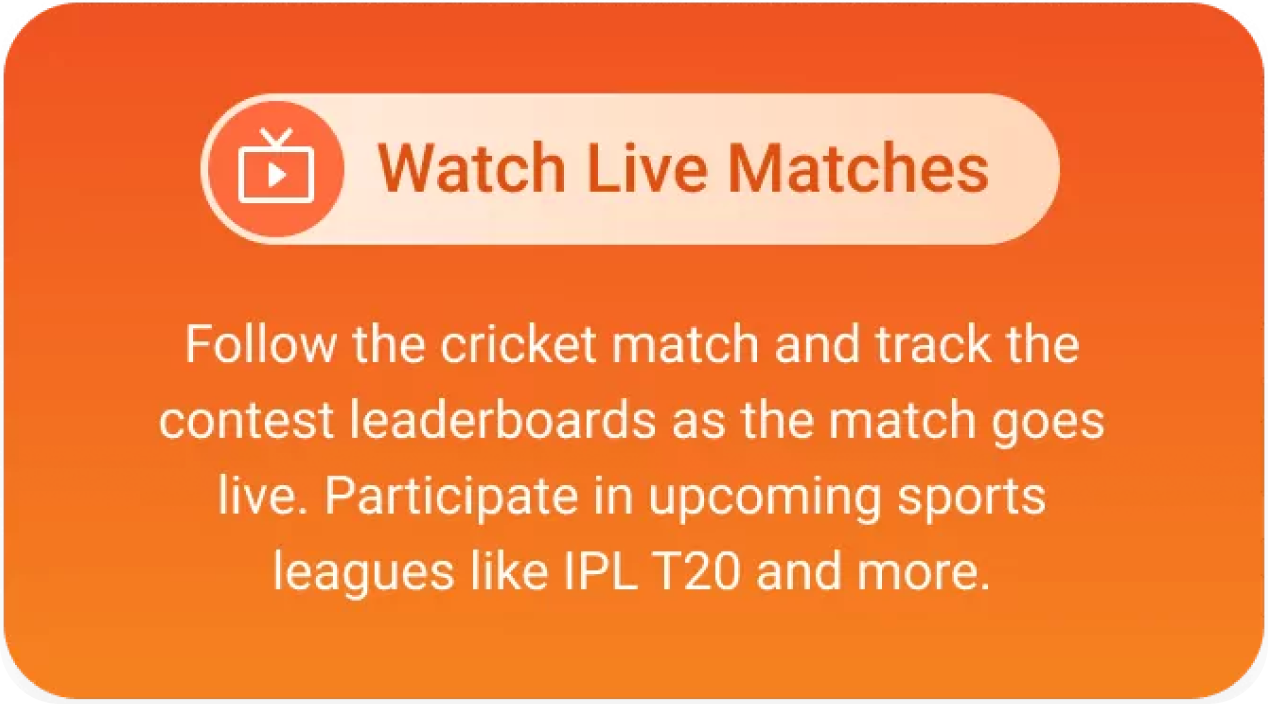 Watch Live Matches
Follow the cricket match and track the
contest leaderboards as the match goes
live. Participate in upcoming sports
leagues like IPL T20 and more.